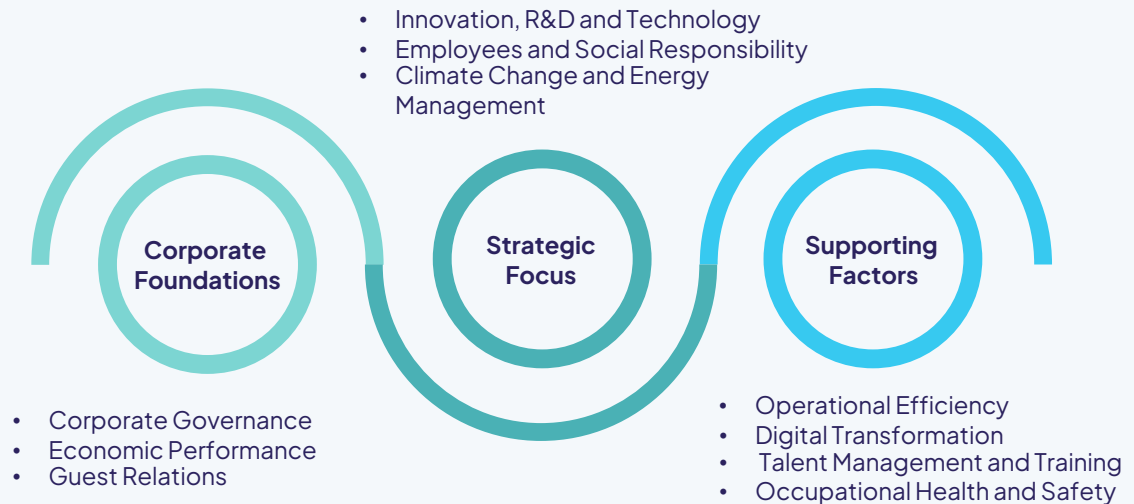 • Innovation, R&D and Technology
• Employees and Social Responsibility
• Climate Change and Energy
Management
Corporate
Foundations
Strategic
Focus
Supporting
Factors
• Corporate Governance
• Economic Performance
• Guest Relations
• Operational Efficiency
• Digital Transformation
• Talent Management and Training
• Occupational Health and Safety